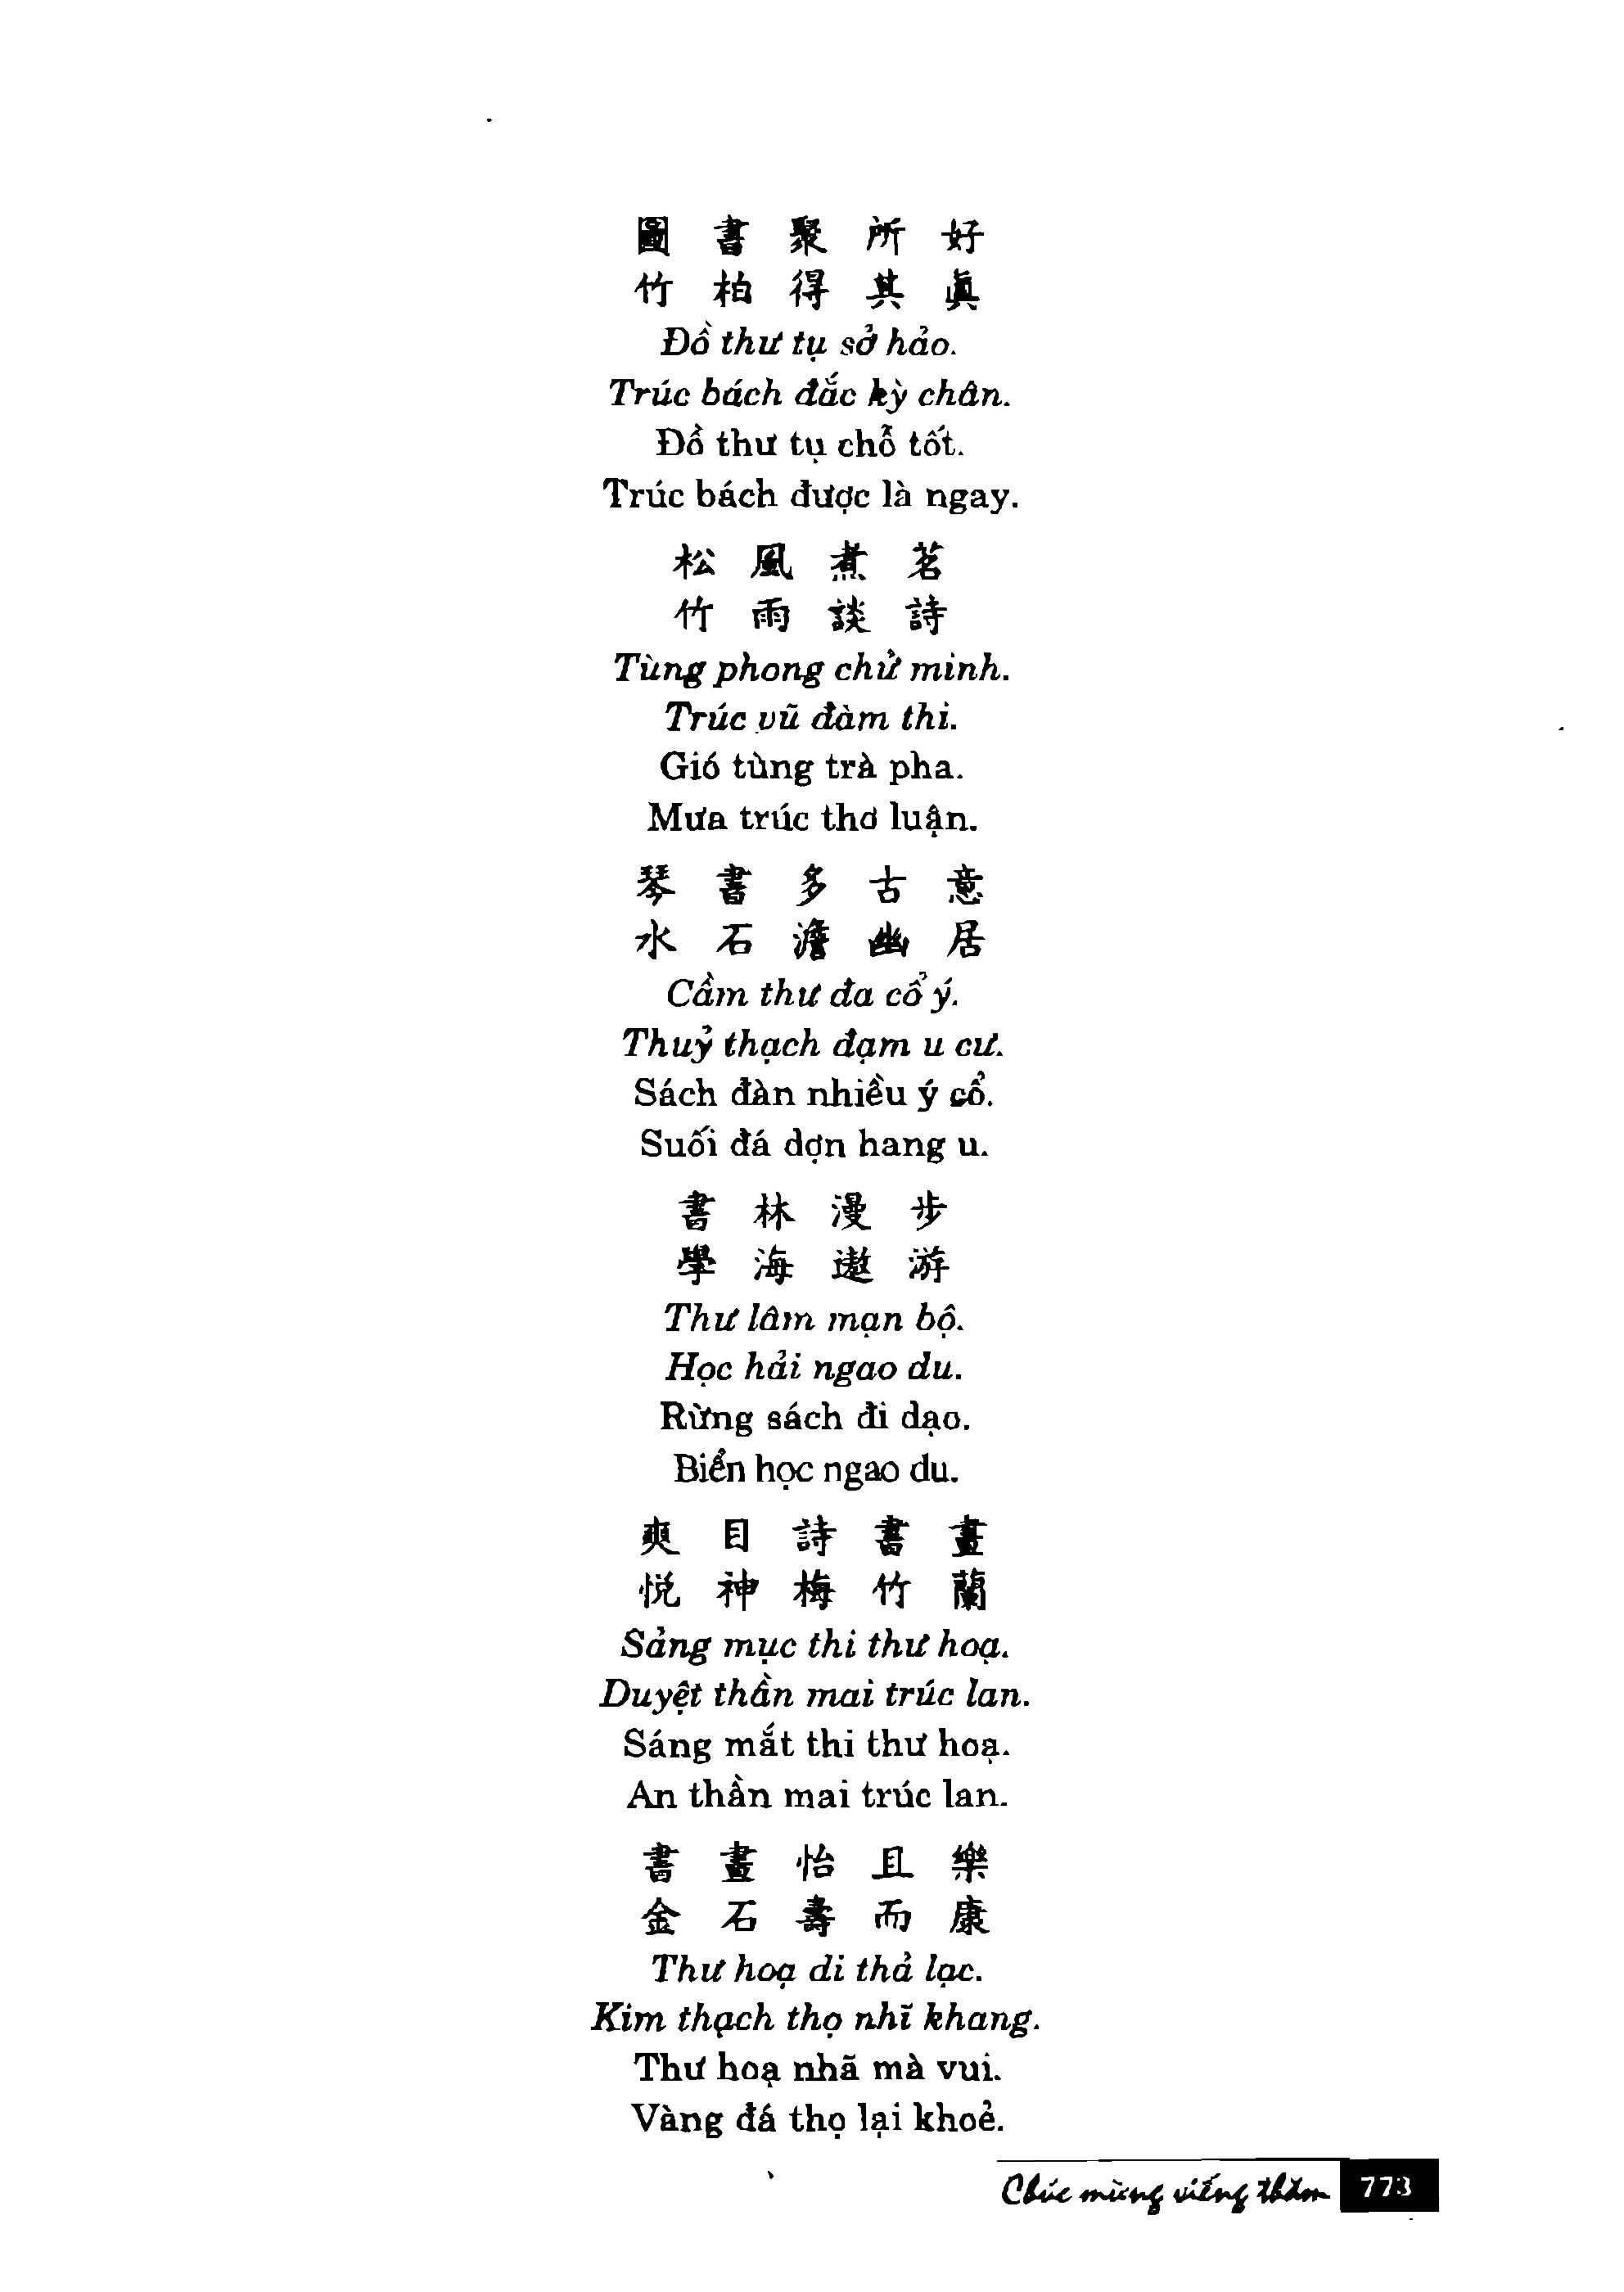 圖書聚所好
竹柏得其眞
Đồ thư tụ sở hảo.
Trúc bách đắc kỳ chân.
Đồ thư tụ chỗ tốt.
Trúc bách được là ngay.
松風煮茗
竹雨談詩
Tùng phong chử minh.
Trúc vũ đàm thi.
Gió tùng trà pha.
Mưa trúc thơ luận.
琴書多古意
水石澹幽居
Cầm thư đa cổ ý.
Thuỷ thạch đạm u cư.
Sách đàn nhiều ý cổ.
Suối đá dợn hang u.
書林漫步
學海遨游
Thư lâm mạn bộ.
Học hải ngao du.
Rừng sách đi dạo.
Biển học ngao du.
爽目詩書畫
悦神梅竹蘭
Sảng mục thi thư hoạ.
Duyệt thần mai trúc lan.
Sáng mắt thi thư hoạ.
An thần mai trúc lan.
書畫怡且樂
金石壽而康
Thư hoạ di thả lạc.
Kim thạch thọ nhĩ khang.
Thư hoạ nhã mà vui.
Vàng đá thọ lại khoẻ.
Chúc mừng viếng thăm 773